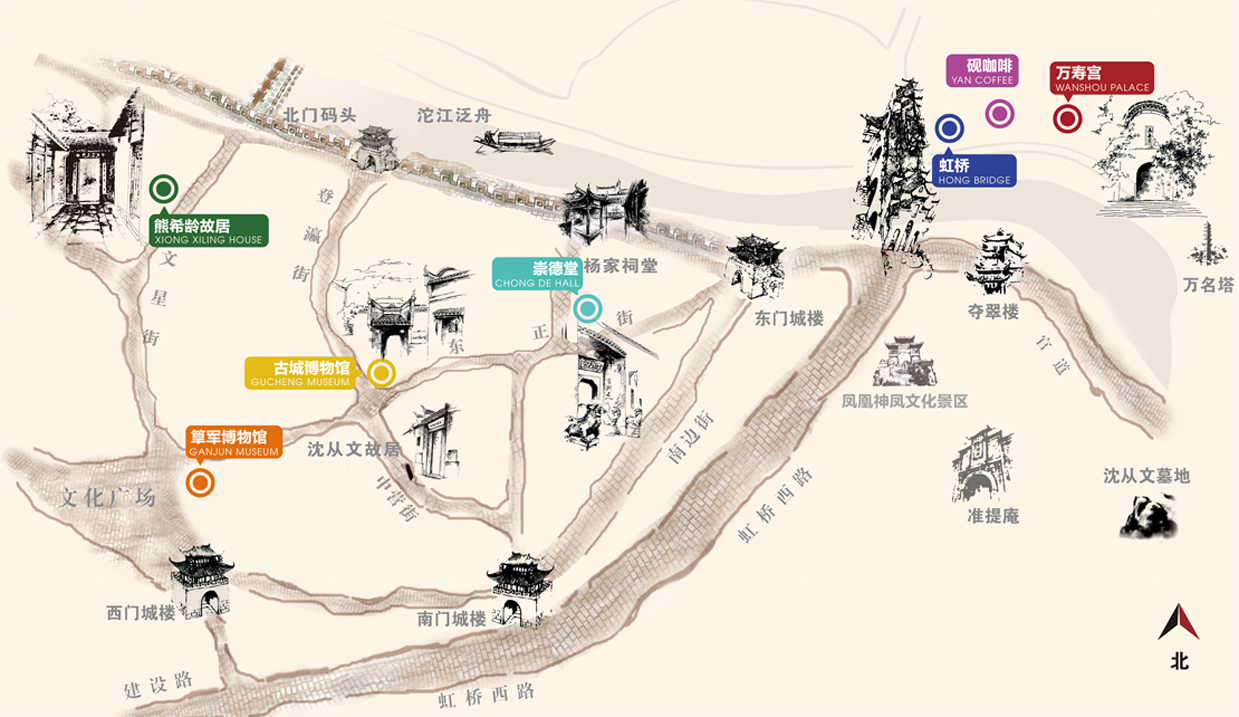 砚咖啡
YAN COFFEE
万寿宫
WANSHOU PALACE
北门码头
沱江泛舟
虹桥
HONG BRIDGE
熊希龄故居
XIONG XILING HOUSE
登瀛街
文星街
崇德堂
CHONG DE HALL
杨家祠堂
万名塔
东门城楼
夺翠楼
东正街
官道
古城博物馆
GUCHENG MUSEUM
凤凰神凤文化景区
南边街
筸军博物馆
GANJUN MUSEUM
沈从文故居
中营街
文化广场
虹桥西路
沈从文墓地
准提庵
西门城楼
南门城楼
建设路
虹桥西路
北